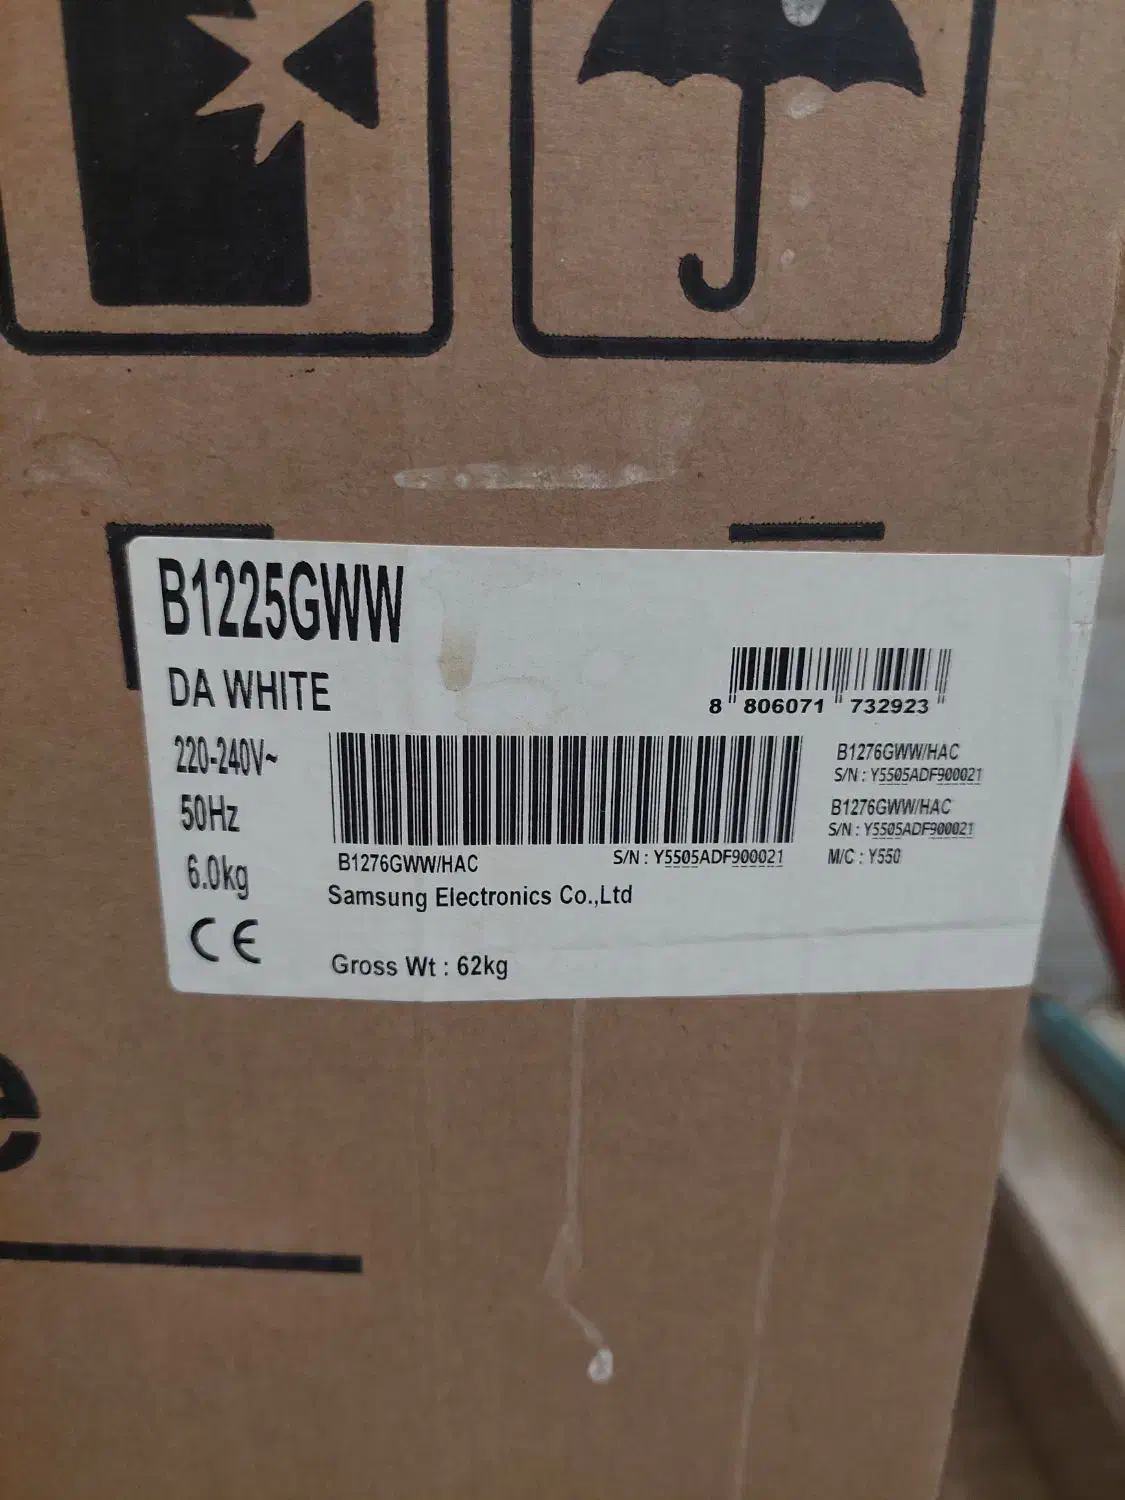 B1225GWW
DA WHITE
8 806071 732923
220-240V~
50Hz
6.0kg
CE
B1276GWW/HAC
S/N : Y5505ADF900021
Samsung Electronics Co.,Ltd
Gross Wt : 62kg
B1276GWW/HAC
S/N : Y5505ADF900021
B1276GWW/HAC
S/N : Y5505ADF900021
M/C : Y550
e